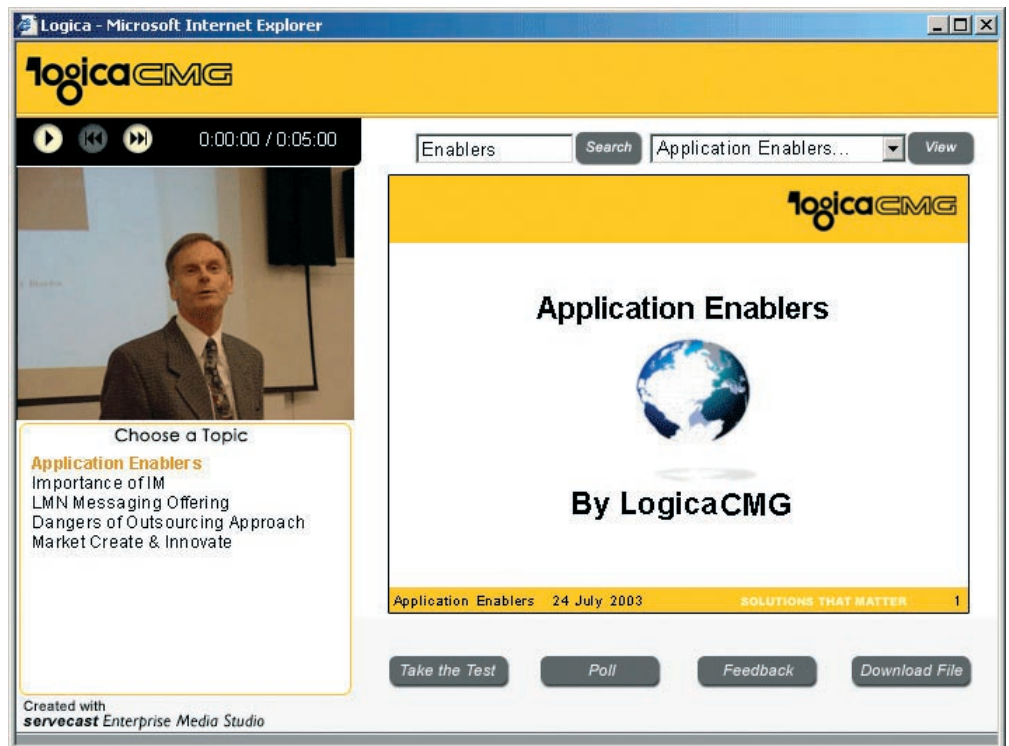 Logica - Microsoft Internet Explorer
logicaCMG
0:00:00 / 0:05:00
Enablers
Search
Application Enablers...
View
logicaCMG
Application Enablers
By LogicaCMG
Application Enablers 24 July 2003 SOLUTIONS THAT MATTER 1
Choose a Topic
Application Enablers
Importance of IM
LMN Messaging Offering
Dangers of Outsourcing Approach
Market Create & Innovate
Take the Test
Poll
Feedback
Download File
Created with
servecast Enterprise Media Studio